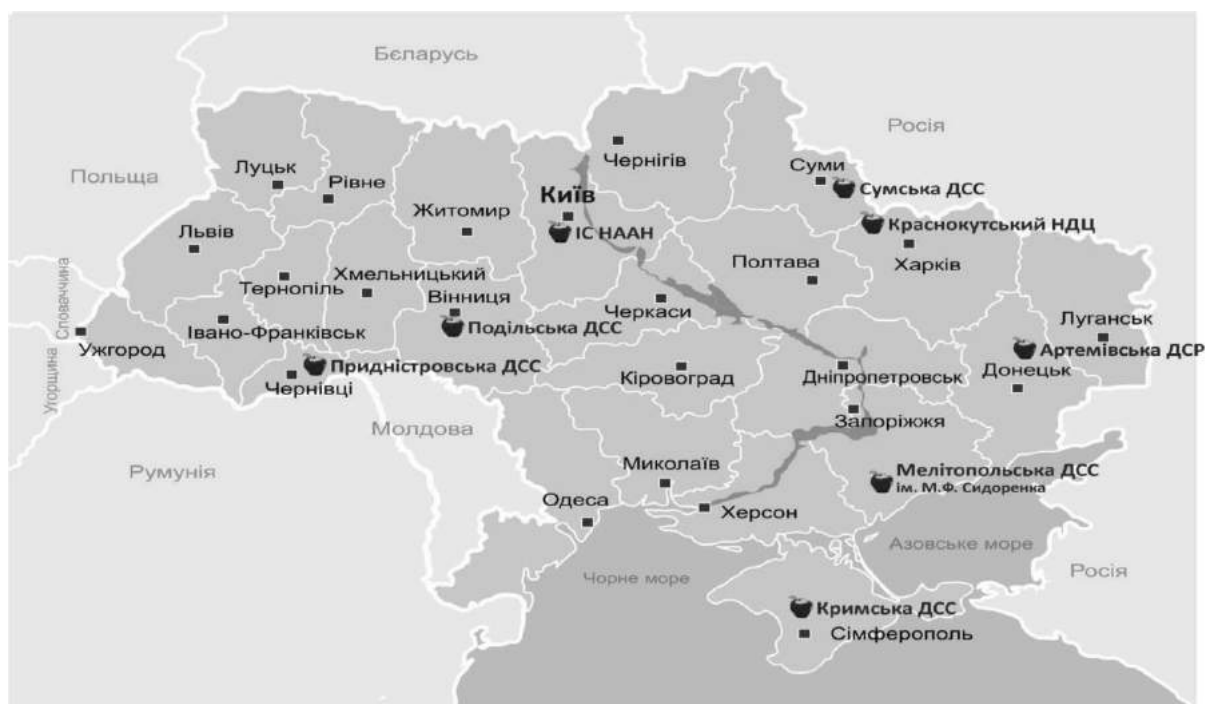 Бєларусь
Росія
Чернігів
Луцьк
Суми
Польща
Рівне
Сумська ДСС
Київ
Житомир
Краснокутський НДЦ
ІС НААН
Львів
Харків
Полтава
Хмельницький
Тернопіль
Вінниця
Словаччина
Черкаси
Луганськ
Івано-Франківськ
Подільська ДСС
Ужгород
Артемівська ДСР
Придністровська ДСС
Угорщина
Донецьк
Кіровоград
Дніпропетровськ
Чернівці
Запоріжжя
Молдова
Румунія
Миколаїв
Мелітопольська ДСС
ім. М.Ф. Сидоренка
Одеса
Херсон
Азовське море
Чорне море
Росія
Кримська ДСС
Сімферополь